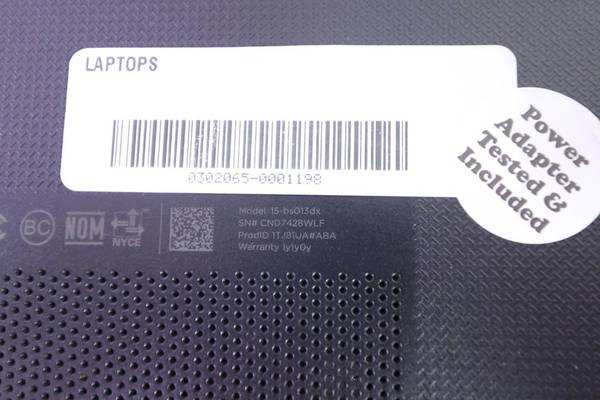 LAPTOPS
0302065-0001198
Power
Adapter
Tested &
Included
BC
NOM
NYCE
Model 15-bs013dx
SN# CND7428WLF
ProdID 1TJ81UA#ABA
Warranty 1y1y0y